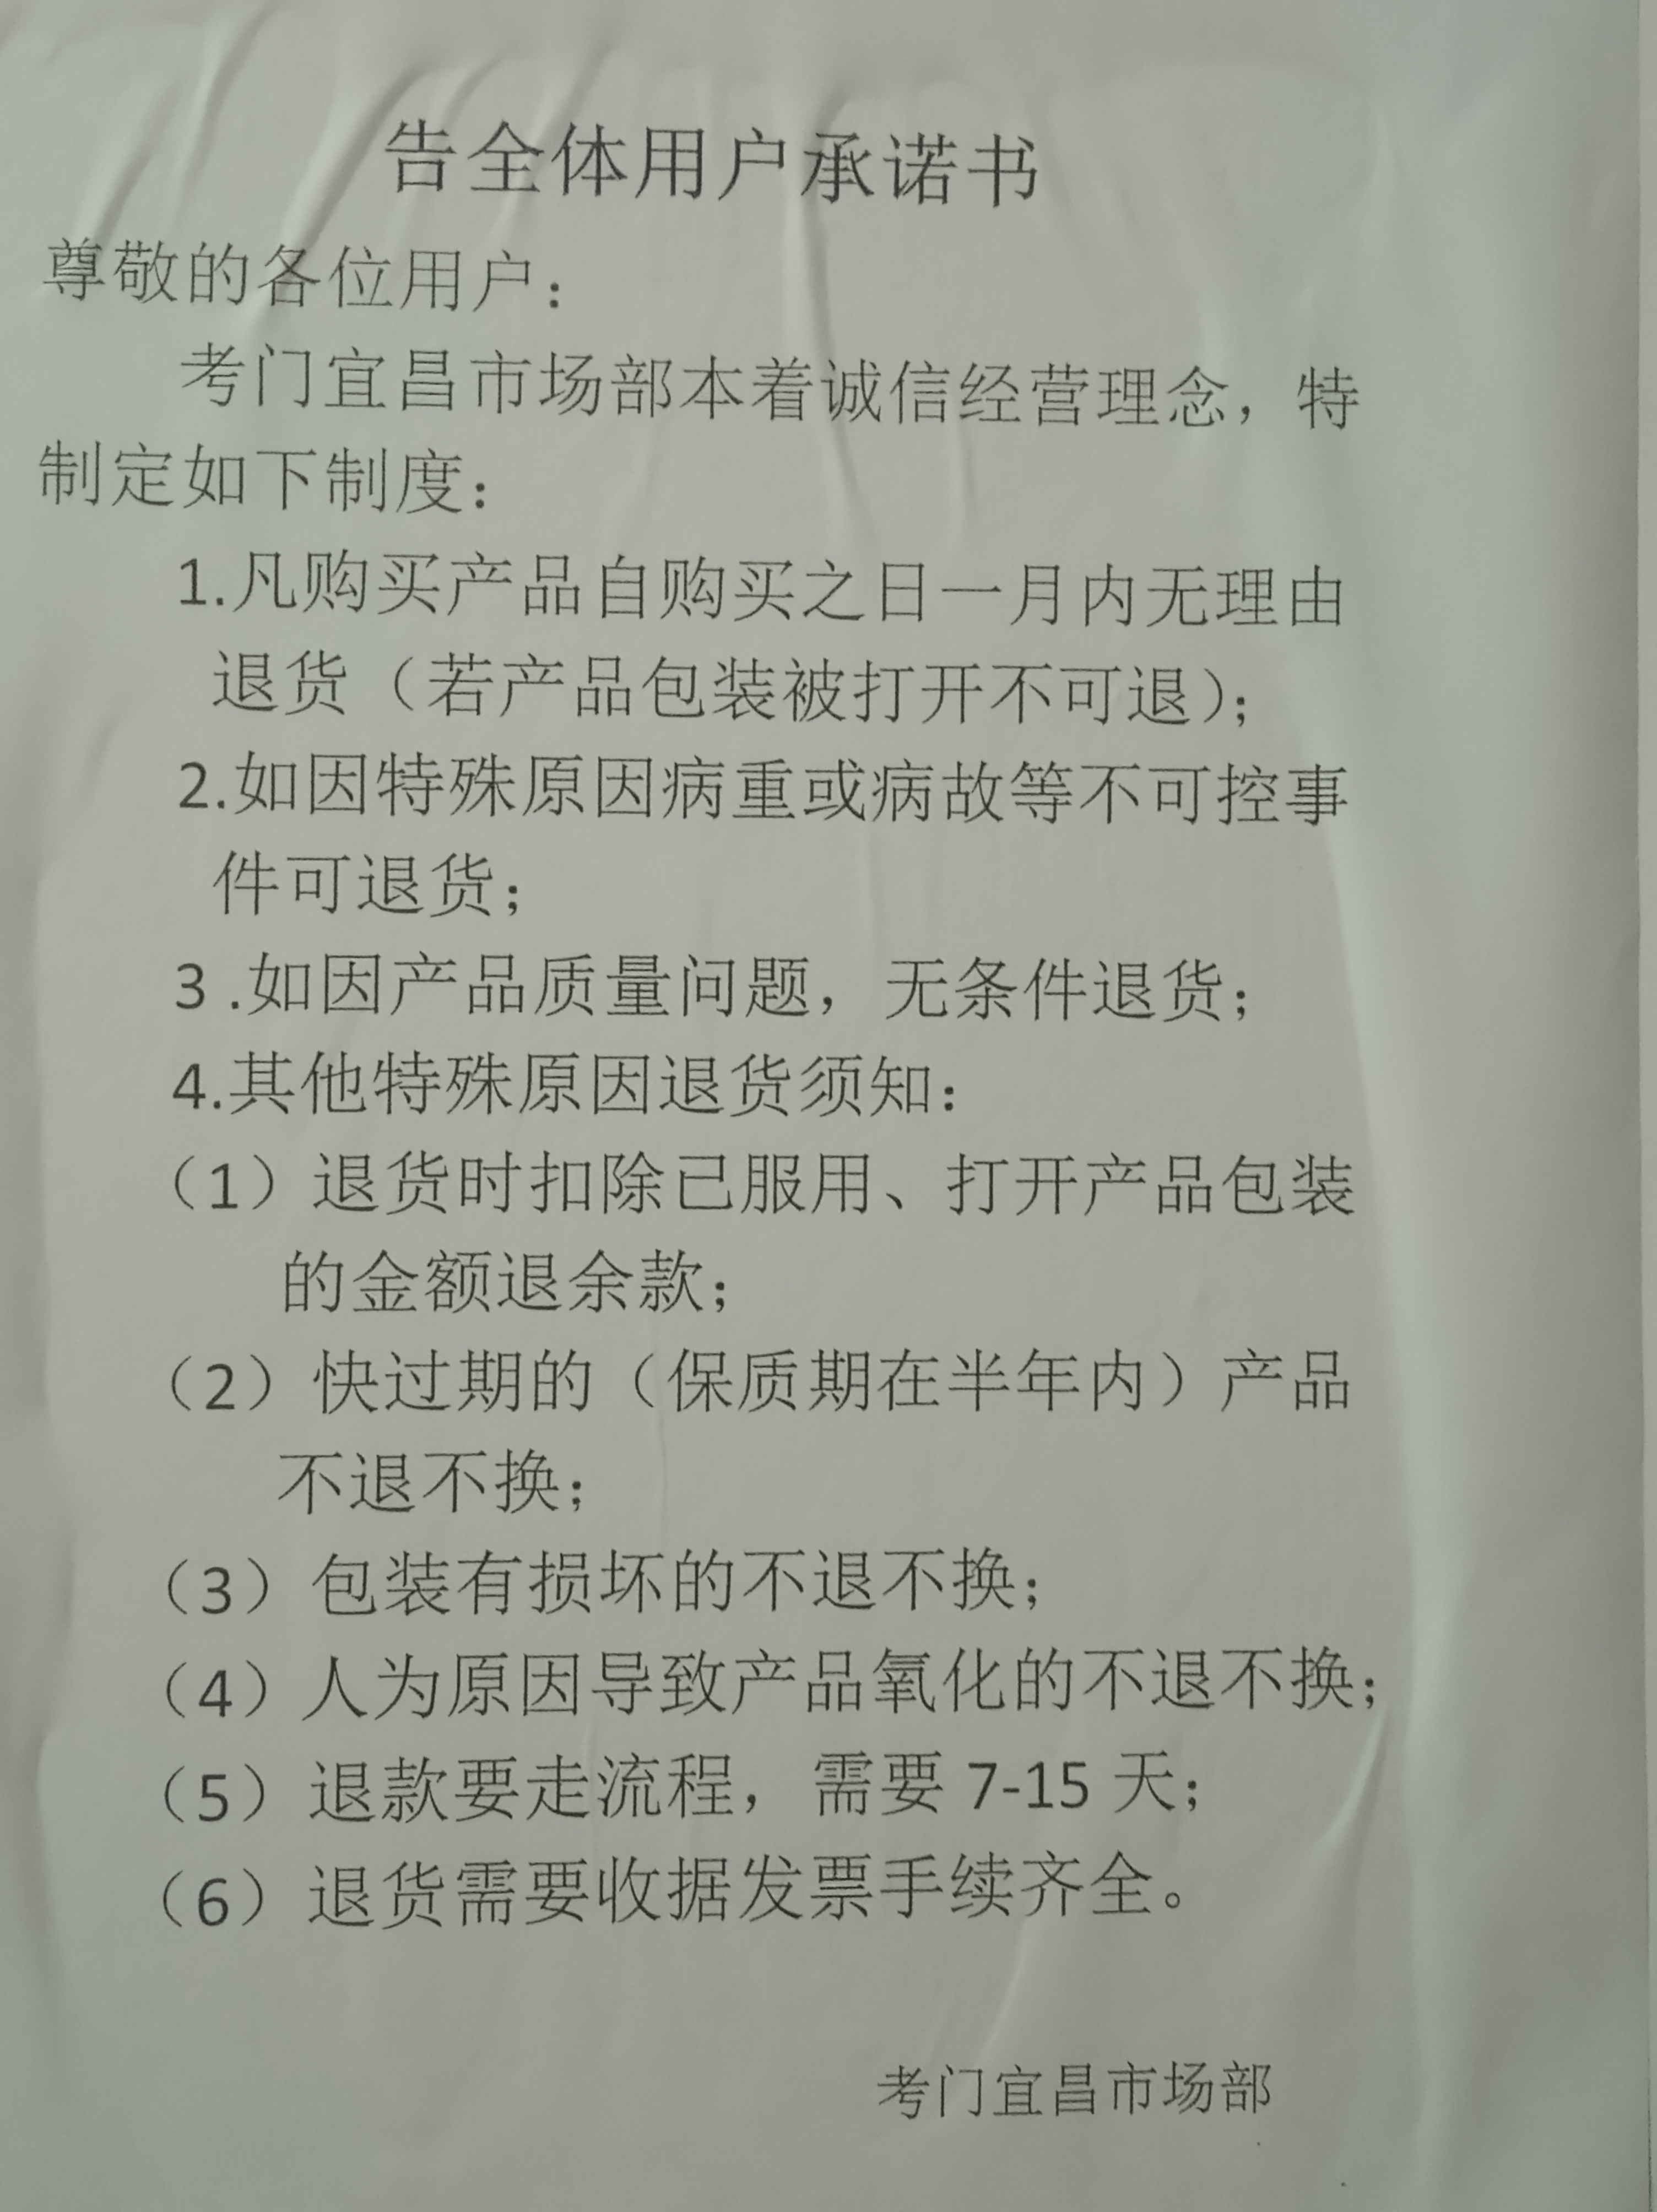 告全体用户承诺书
尊敬的各位用户：
考门宜昌市场部本着诚信经营理念，特
制定如下制度：
1.凡购买产品自购买之日一月内无理由
退货（若产品包装被打开不可退）；
2.如因特殊原因病重或病故等不可控事
件可退货；
3 .如因产品质量问题，无条件退货；
4.其他特殊原因退货须知：
（1）退货时扣除已服用、打开产品包装
的金额退余款；
（2）快过期的（保质期在半年内）产品
不退不换；
（3）包装有损坏的不退不换；
（4）人为原因导致产品氧化的不退不换；
（5）退款要走流程，需要 7-15 天；
（6）退货需要收据发票手续齐全。
考门宜昌市场部